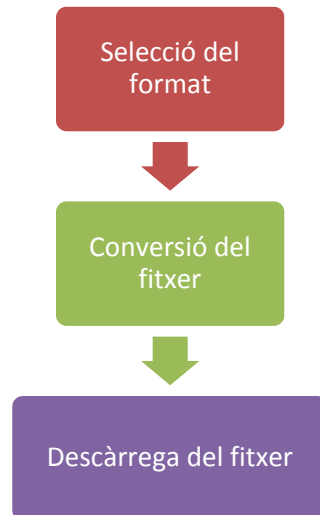 Selecció del
format
Conversió del
fitxer
Descàrrega del fitxer